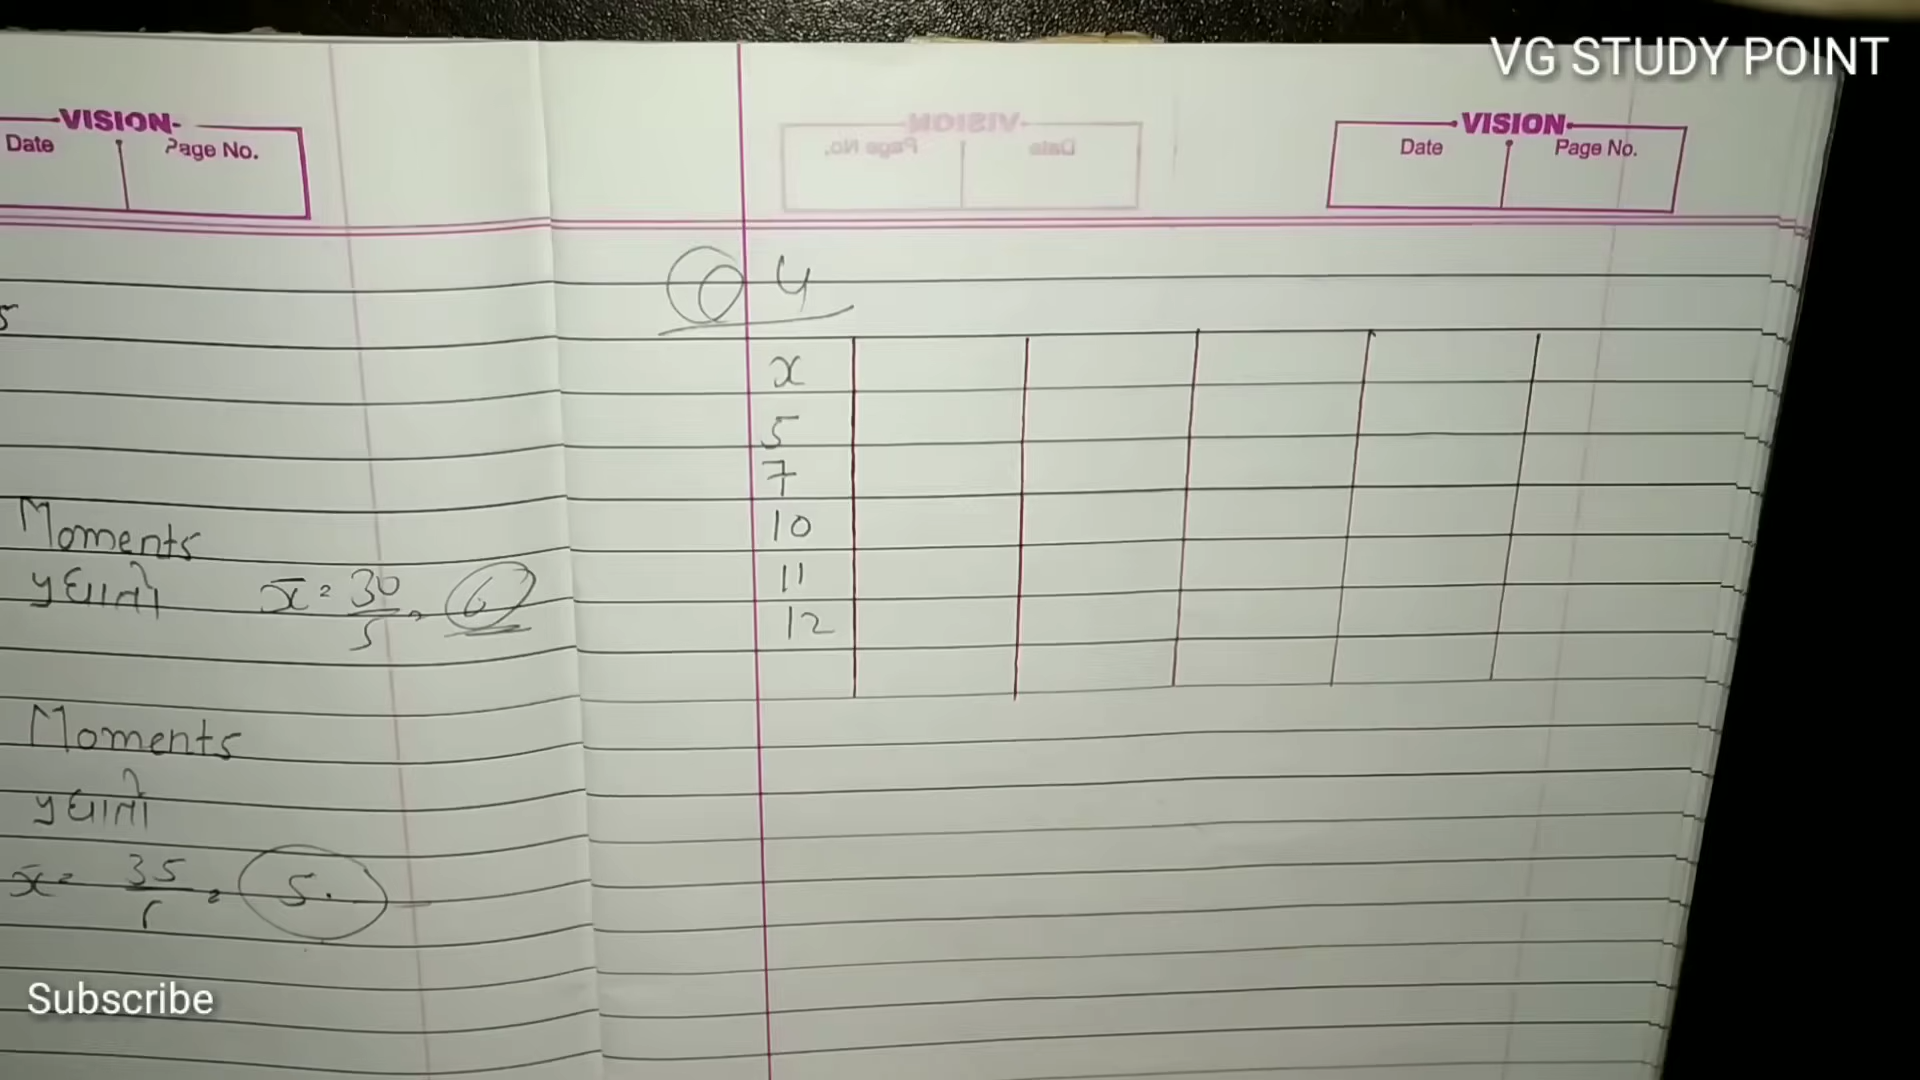 VG STUDY POINT
VISION
Date Page No.
VISION
Date Page No.
VISION
Date Page No.
5
Moments
x̄ = 30/5 = 6
Moments
x̄ = 35/
5.
Q 4
x
5
7
10
11
12
Subscribe